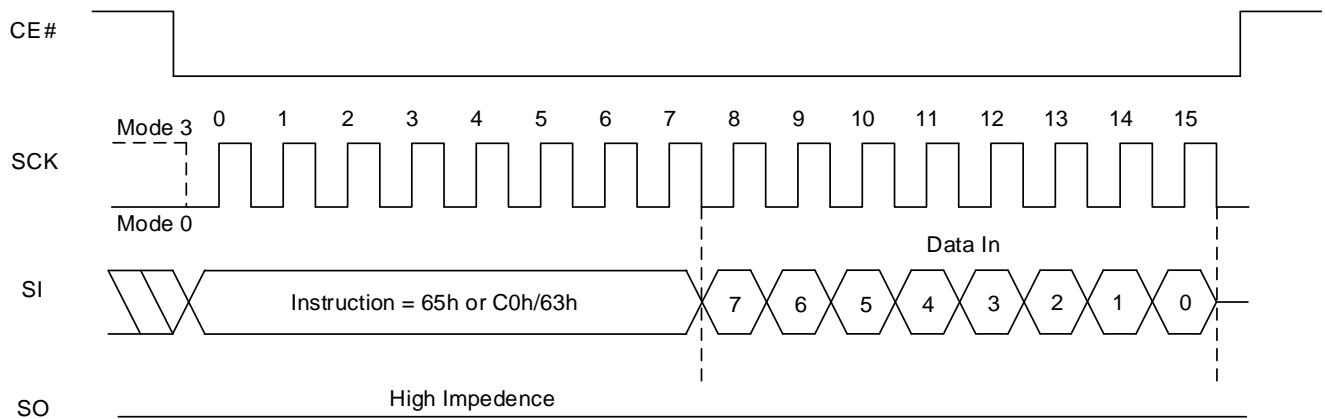 CE#
Mode 3
0 1 2 3 4 5 6 7 8 9 10 11 12 13 14 15
SCK
Mode 0
Data In
SI
Instruction = 65h or C0h/63h
7 6 5 4 3 2 1 0
High Impedence
SO